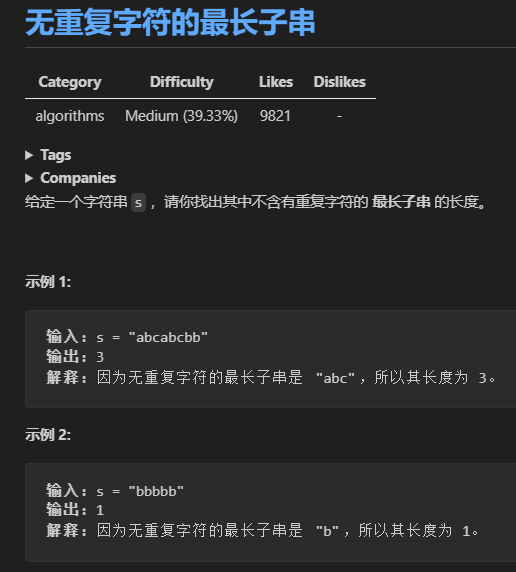 无重复字符的最长子串
Category Difficulty Likes Dislikes
algorithms Medium (39.33%) 9821 -
▶ Tags
▶ Companies
给定一个字符串 s ，请你找出其中不含有重复字符的 最长子串 的长度。
示例 1:
输入: s = "abcabcbb"
输出: 3
解释: 因为无重复字符的最长子串是 "abc"，所以其长度为 3。
示例 2:
输入: s = "bbbbb"
输出: 1
解释: 因为无重复字符的最长子串是 "b"，所以其长度为 1。